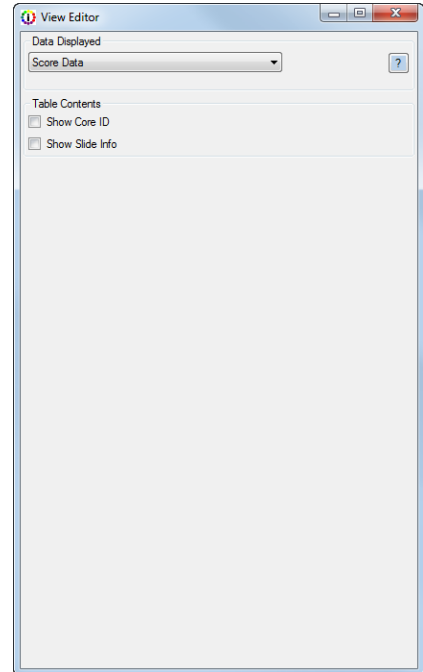 View Editor
Data Displayed
Score Data
?
Table Contents
Show Core ID
Show Slide Info